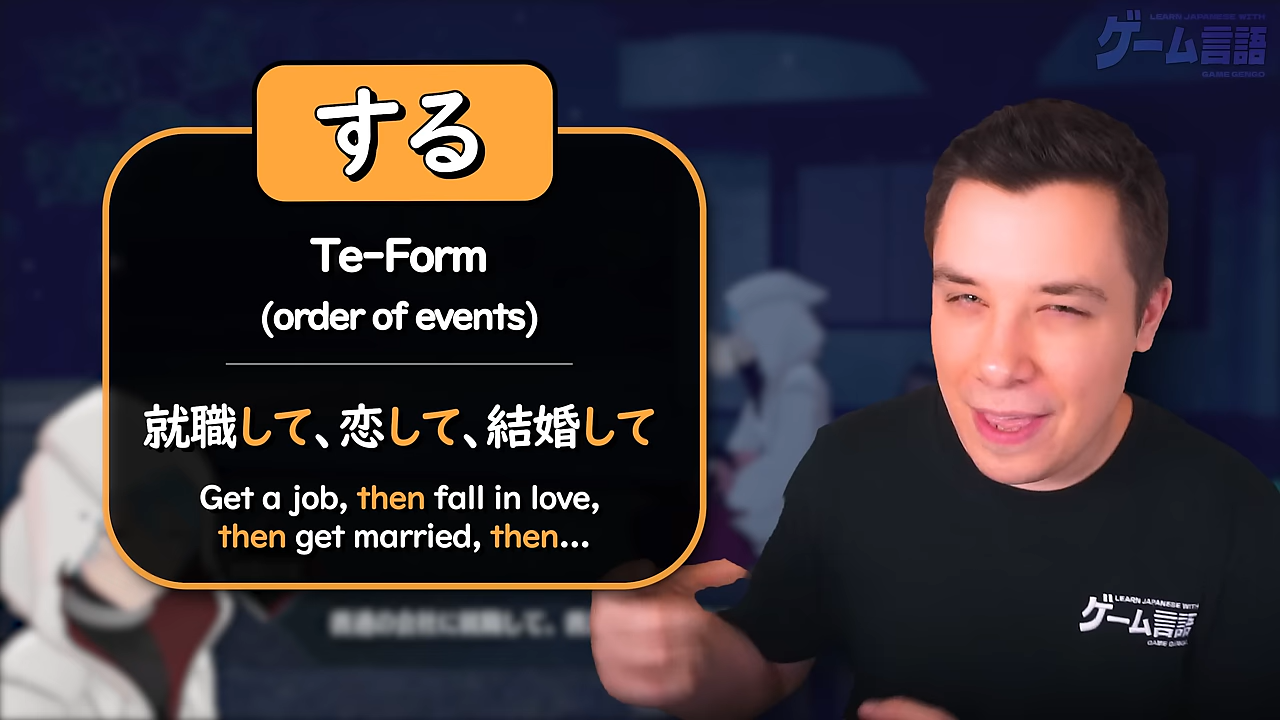 LEARN JAPANESE WITH
ゲーム言語
GAME GENGO
する
Te-Form
(order of events)
就職して、恋して、結婚して
Get a job, then fall in love,
then get married, then...
LEARN JAPANESE WITH
ゲーム言語
GAME GENGO